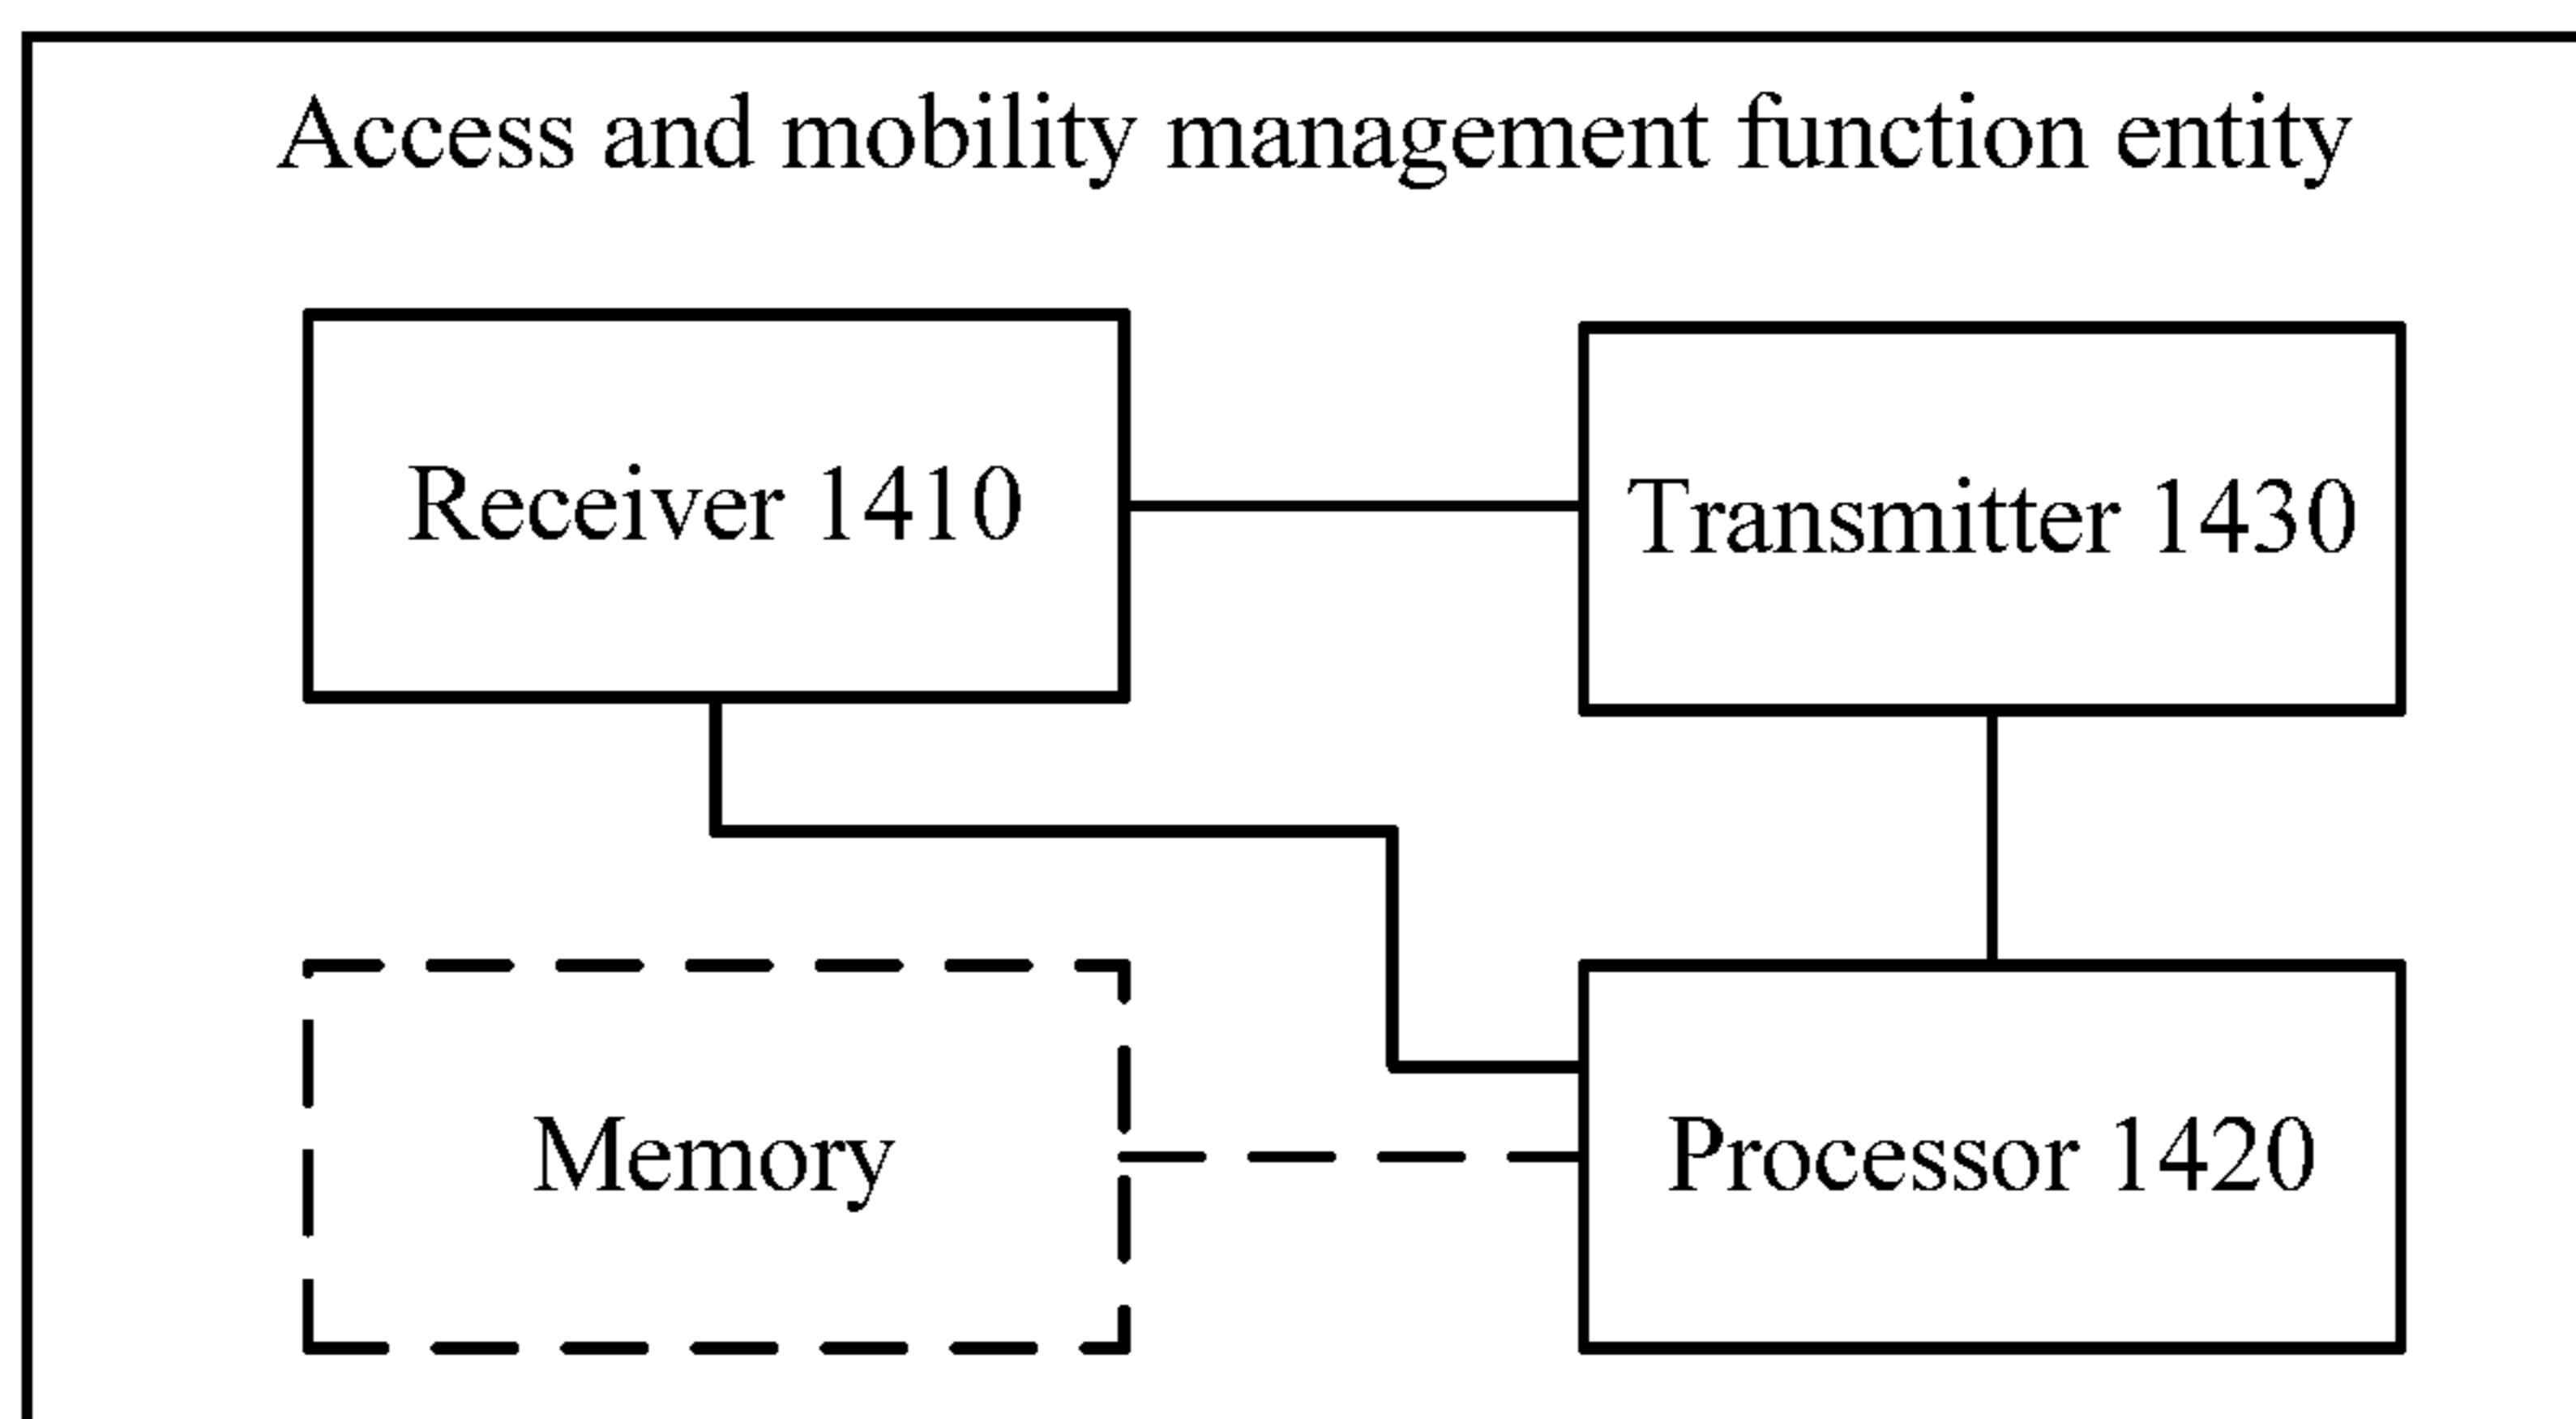 Access and mobility management function entity
Receiver 1410
Transmitter 1430
Memory
Processor 1420